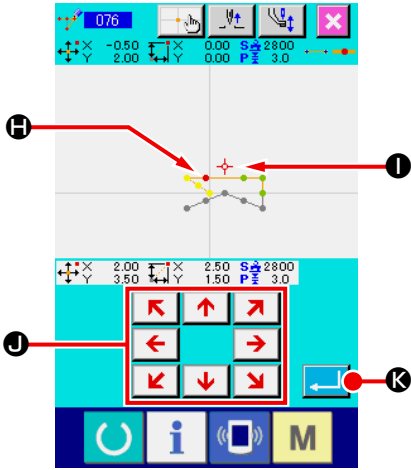 076
X -0.50 X 0.00 S 2800
Y 2.00 Y 0.00 P 3.0
H
I
X 2.00 X 2.50 S 2800
Y 3.50 Y 1.50 P 3.0
J
K
i M